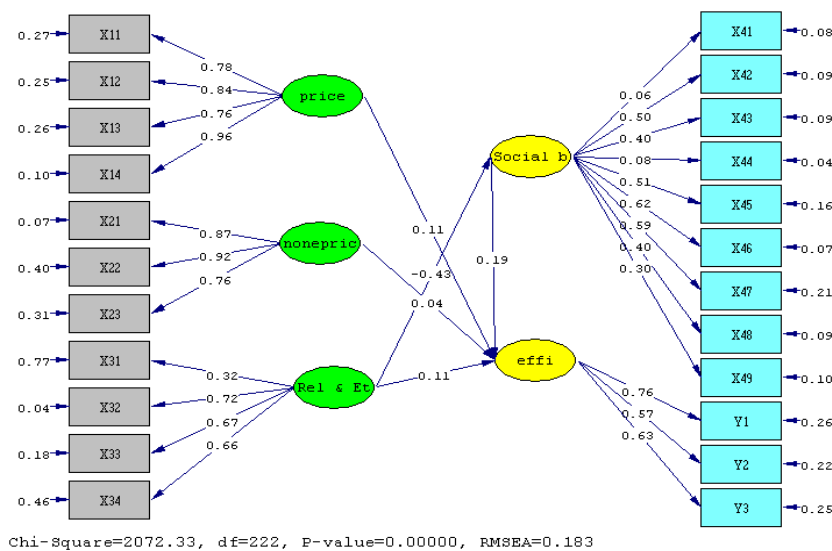 0.27 X11
0.25 X12
0.26 X13
0.10 X14
0.07 X21
0.40 X22
0.31 X23
0.77 X31
0.04 X32
0.18 X33
0.46 X34
0.78
0.84
0.76
0.96
0.87
0.92
0.76
0.32
0.72
0.67
0.66
price
nonepric
Rel & Et
0.11
-0.43
0.04
0.11
0.19
Social b
effi
0.06
0.50
0.40
0.08
0.51
0.62
0.59
0.40
0.30
0.76
0.57
0.63
X41 0.08
X42 0.09
X43 0.09
X44 0.04
X45 0.16
X46 0.07
X47 0.21
X48 0.09
X49 0.10
Y1 0.26
Y2 0.22
Y3 0.25
Chi-Square=2072.33, df=222, P-value=0.00000, RMSEA=0.183